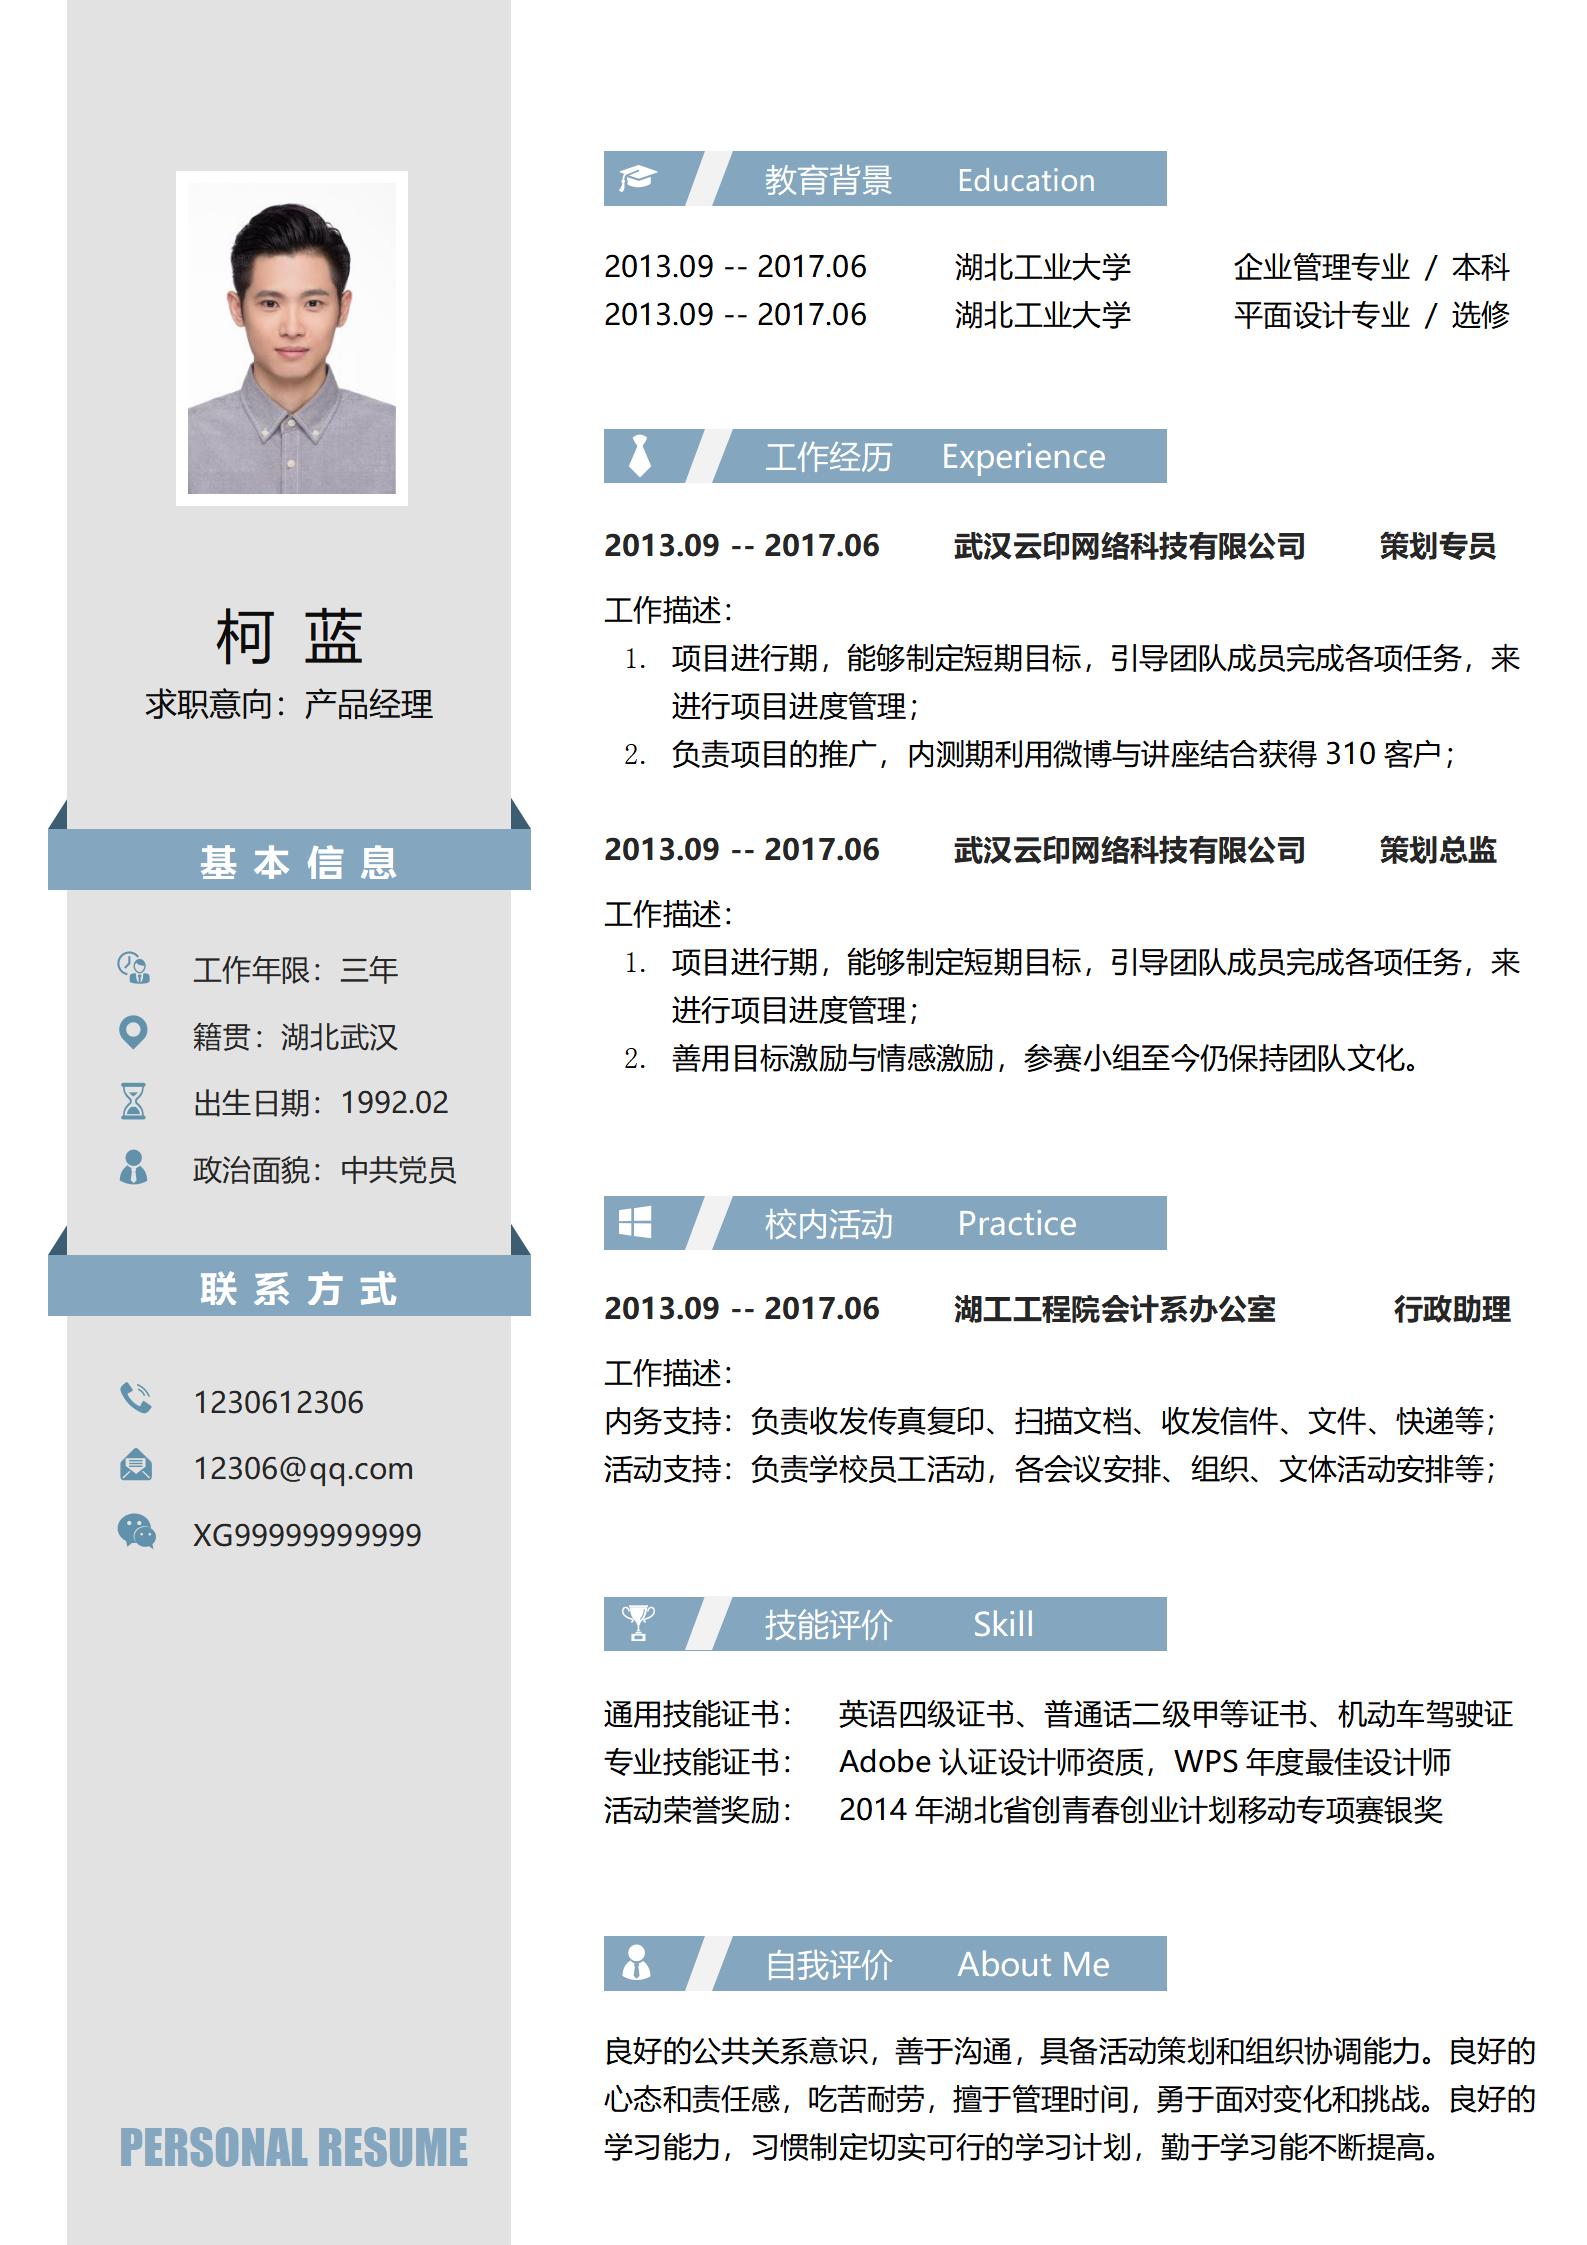 柯 蓝
求职意向：产品经理
基本信息
工作年限：三年
籍贯：湖北武汉
出生日期：1992.02
政治面貌：中共党员
联系方式
1230612306
12306@qq.com
XG99999999999
PERSONAL RESUME
教育背景 Education
2013.09 -- 2017.06 湖北工业大学 企业管理专业 / 本科
2013.09 -- 2017.06 湖北工业大学 平面设计专业 / 选修
工作经历 Experience
2013.09 -- 2017.06 武汉云印网络科技有限公司 策划专员
工作描述：
1. 项目进行期，能够制定短期目标，引导团队成员完成各项任务，来
进行项目进度管理；
2. 负责项目的推广，内测期利用微博与讲座结合获得 310 客户；
2013.09 -- 2017.06 武汉云印网络科技有限公司 策划总监
工作描述：
1. 项目进行期，能够制定短期目标，引导团队成员完成各项任务，来
进行项目进度管理；
2. 善用目标激励与情感激励，参赛小组至今仍保持团队文化。
校内活动 Practice
2013.09 -- 2017.06 湖工工程院会计系办公室 行政助理
工作描述：
内务支持：负责收发传真复印、扫描文档、收发信件、文件、快递等；
活动支持：负责学校员工活动，各会议安排、组织、文体活动安排等；
技能评价 Skill
通用技能证书： 英语四级证书、普通话二级甲等证书、机动车驾驶证
专业技能证书： Adobe 认证设计师资质，WPS 年度最佳设计师
活动荣誉奖励： 2014 年湖北省创青春创业计划移动专项赛银奖
自我评价 About Me
良好的公共关系意识，善于沟通，具备活动策划和组织协调能力。良好的
心态和责任感，吃苦耐劳，擅于管理时间，勇于面对变化和挑战。良好的
学习能力，习惯制定切实可行的学习计划，勤于学习能不断提高。